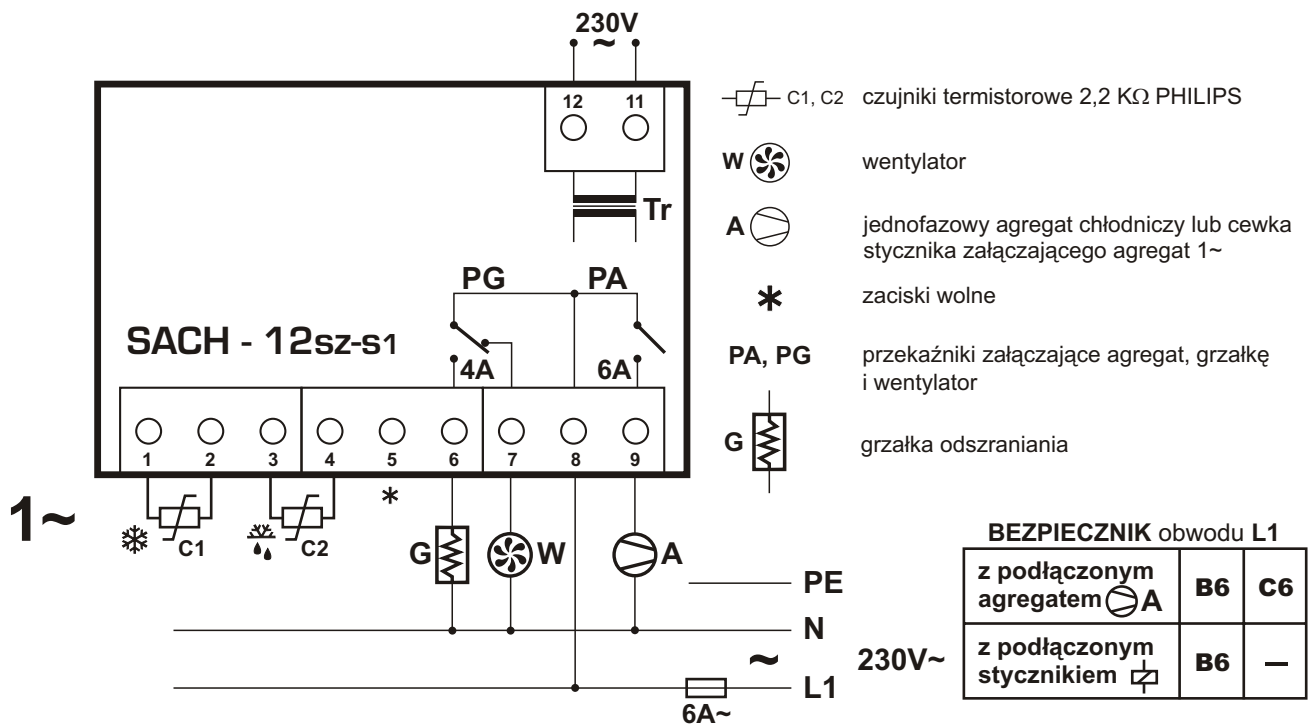 230V
~
12 11
Tr
PG PA
SACH - 12sz-s1
4A 6A
1 2 3 4 5 6 7 8 9
*
1~
C1 C2
G W A
PE
N
~
230V~
L1
6A~
C1, C2 czujniki termistorowe 2,2 KΩ PHILIPS
W wentylator
A jednofazowy agregat chłodniczy lub cewka
stycznika załączającego agregat 1~
* zaciski wolne
PA, PG przekaźniki załączające agregat, grzałkę
i wentylator
G grzałka odszraniania
BEZPIECZNIK obwodu L1
z podłączonym
agregatem A B6 C6
z podłączonym
stycznikiem B6 –